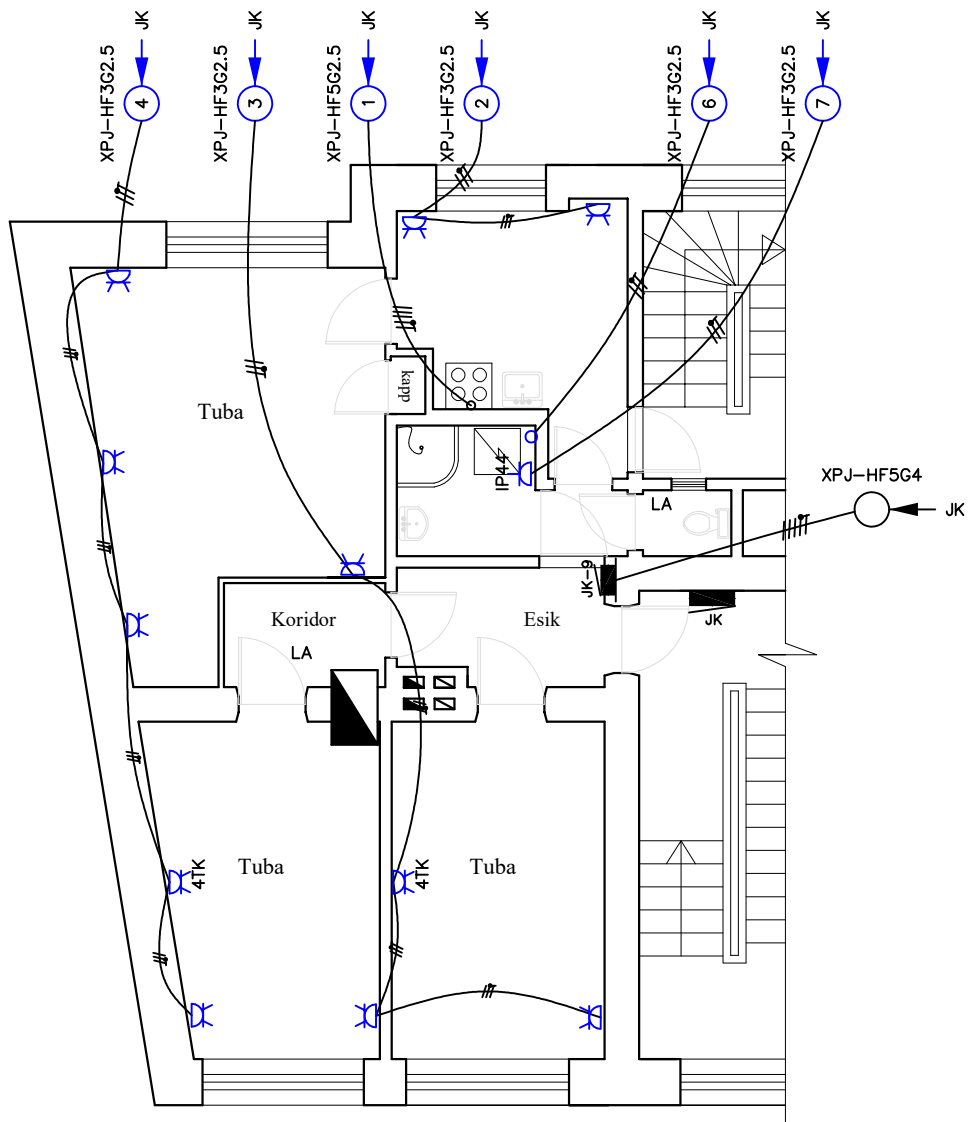 JK
JK
JK
JK
JK
JK
XPJ-HF3G2.5
XPJ-HF3G2.5
XPJ-HF5G2.5
XPJ-HF3G2.5
XPJ-HF3G2.5
XPJ-HF3G2.5
4
3
1
2
6
7
Tuba
kapp
IP44
XPJ-HF5G4
LA
JK
JK-9
Koridor
Esik
JK
LA
Tuba
4TK
4TK
Tuba